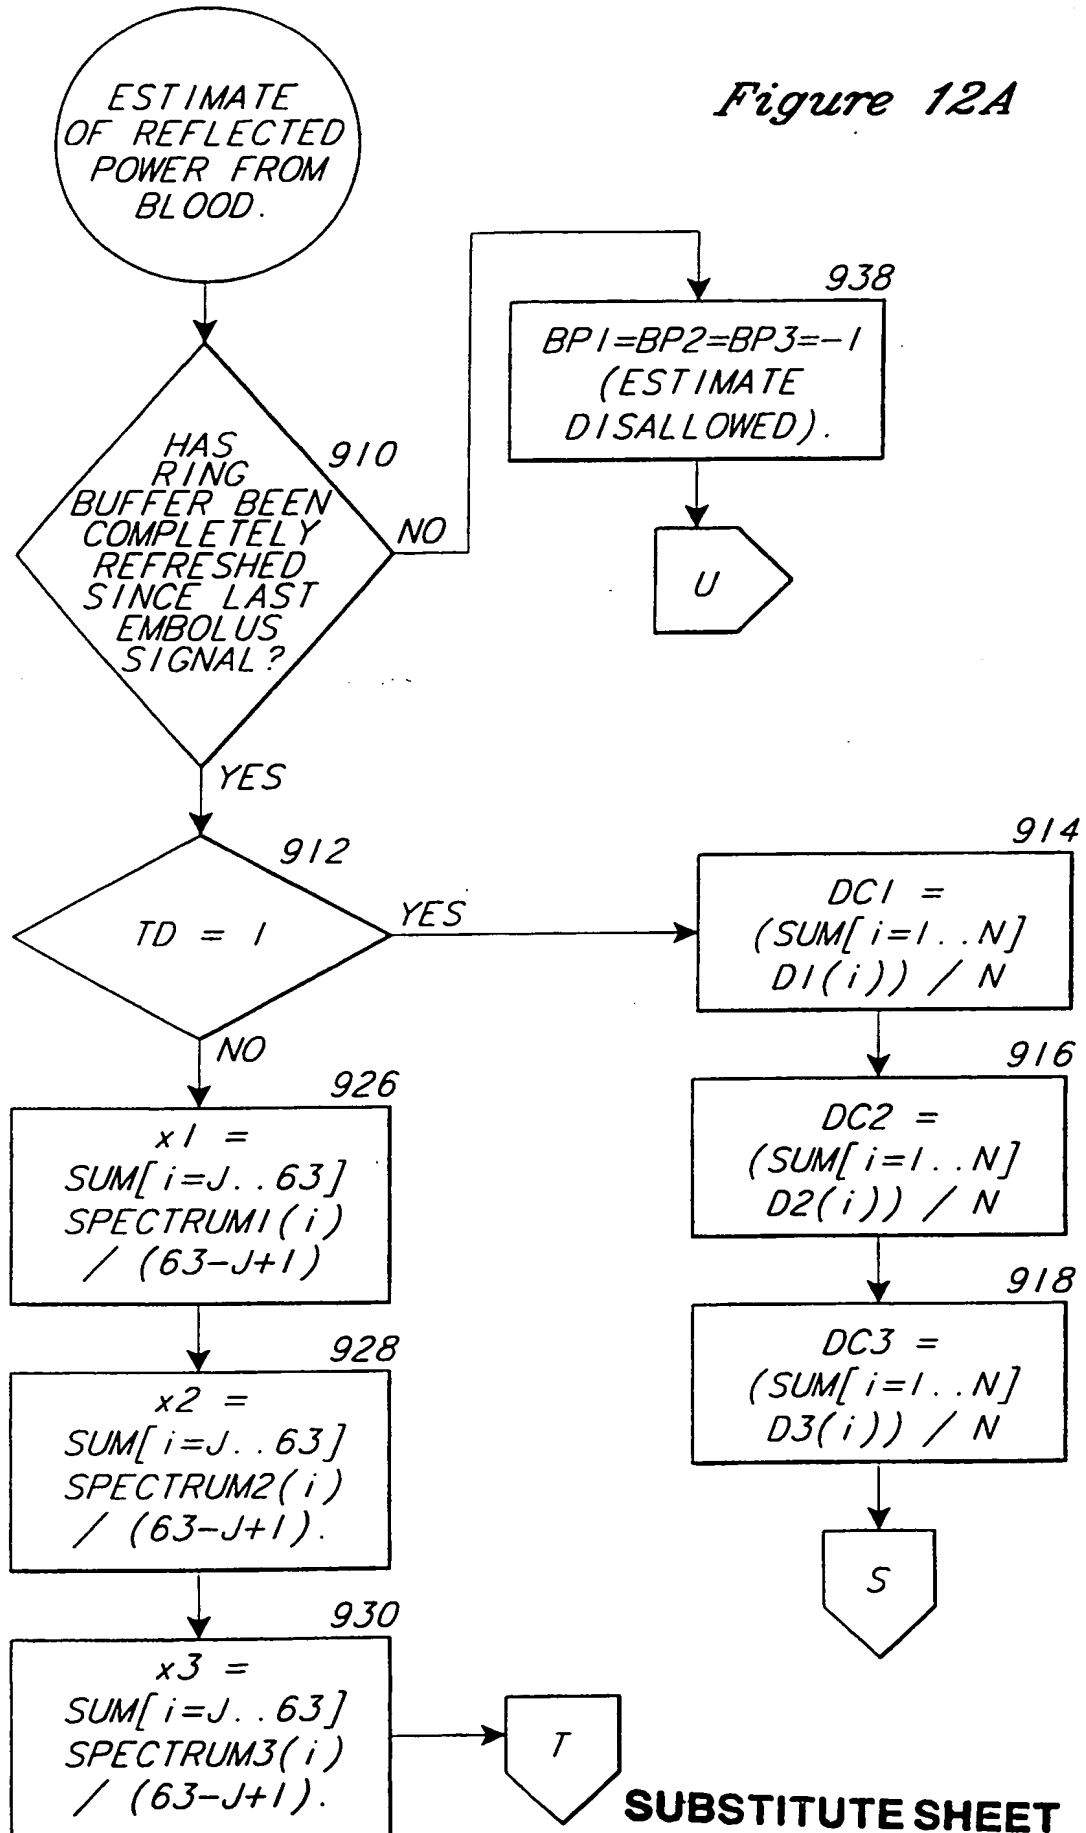 Figure 12A
ESTIMATE
OF REFLECTED
POWER FROM
BLOOD.
938
BP1=BP2=BP3=-1
(ESTIMATE
DISALLOWED).
U
910
HAS
RING
BUFFER BEEN
COMPLETELY
REFRESHED
SINCE LAST
EMBOLUS
SIGNAL?
NO
YES
912
TD = 1
YES
NO
914
DC1 =
(SUM[i=1..N]
D1(i)) / N
916
DC2 =
(SUM[i=1..N]
D2(i)) / N
918
DC3 =
(SUM[i=1..N]
D3(i)) / N
S
926
x1 =
SUM[i=J..63]
SPECTRUM1(i)
/ (63-J+1)
928
x2 =
SUM[i=J..63]
SPECTRUM2(i)
/ (63-J+1).
930
x3 =
SUM[i=J..63]
SPECTRUM3(i)
/ (63-J+1).
T
SUBSTITUTE SHEET